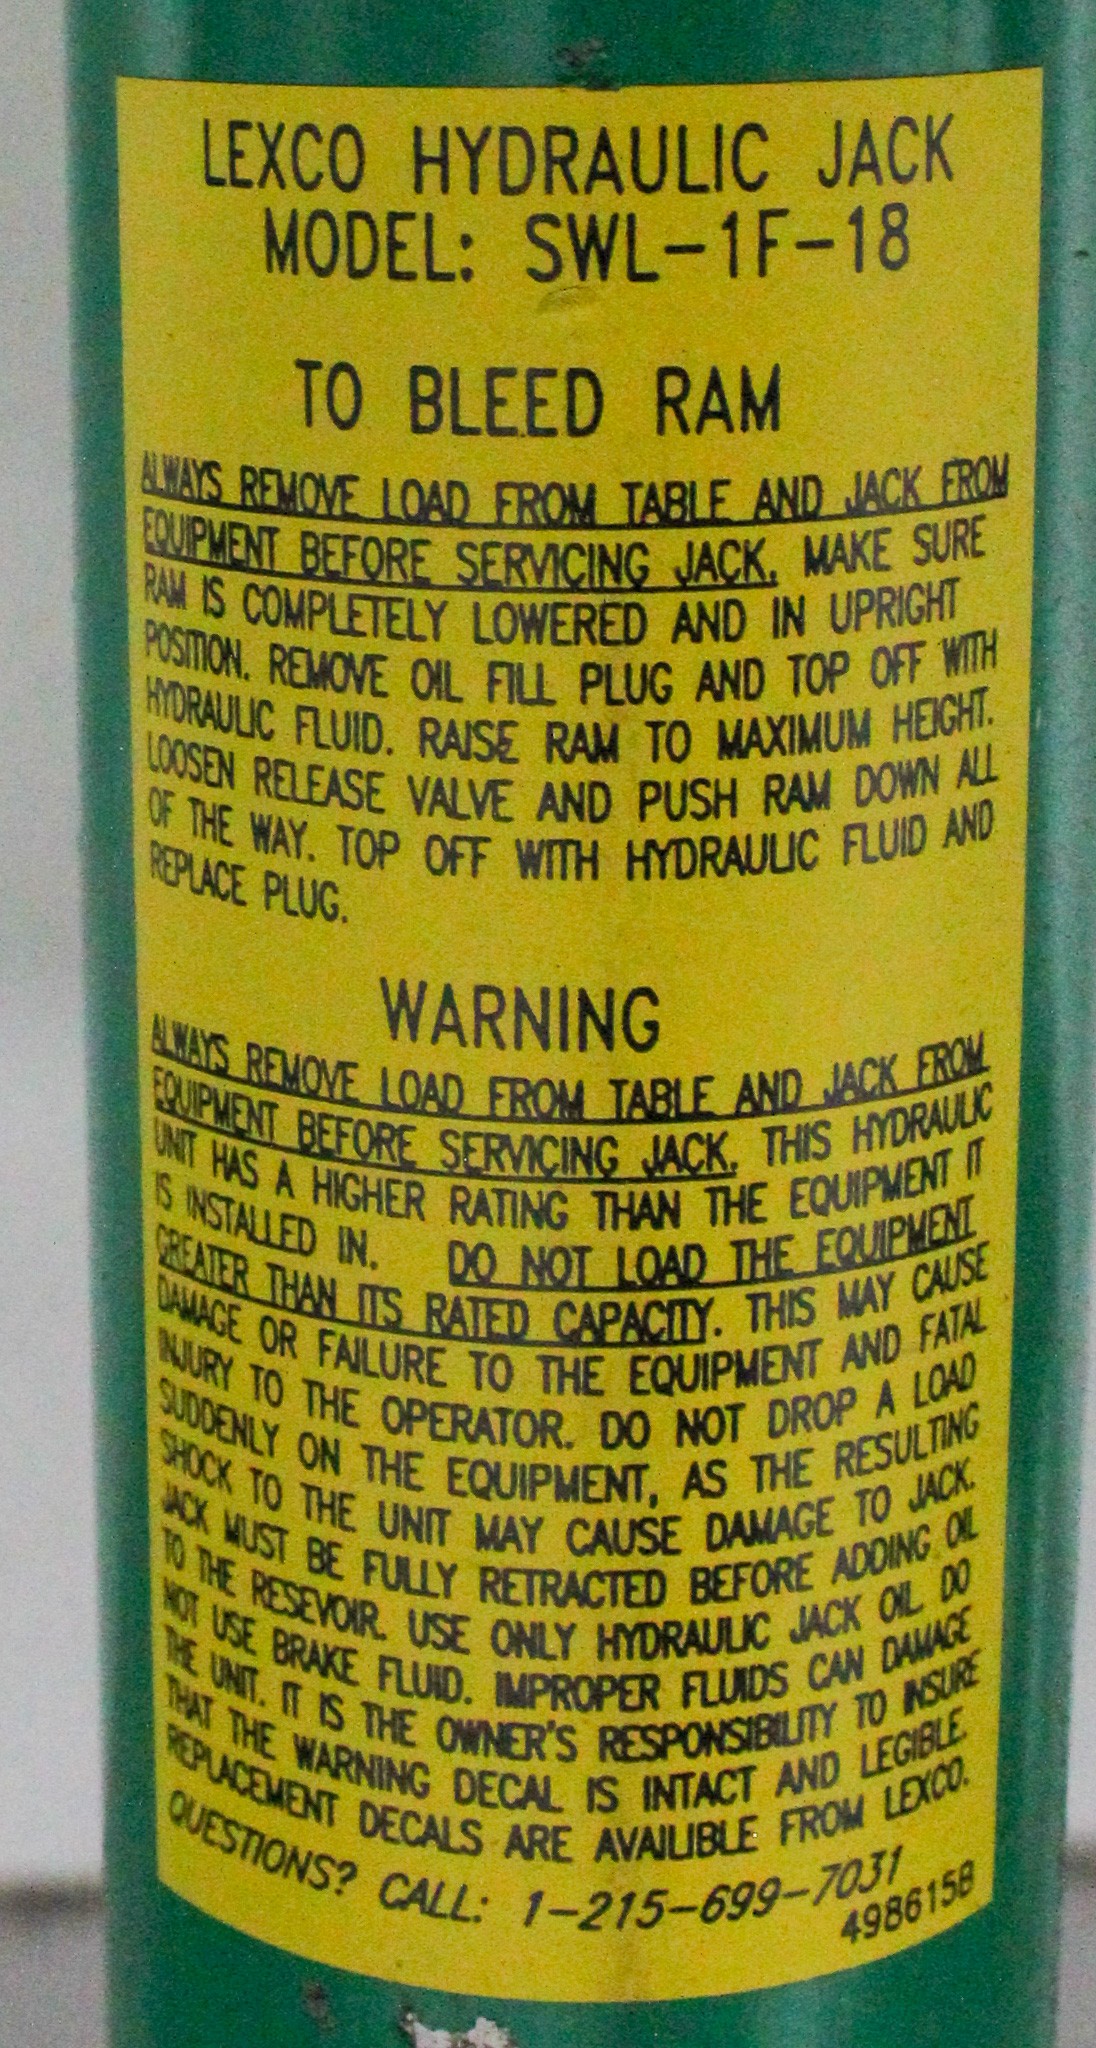 LEXCO HYDRAULIC JACK
MODEL: SWL-1F-18
TO BLEED RAM
ALWAYS REMOVE LOAD FROM TABLE AND JACK FROM
EQUIPMENT BEFORE SERVICING JACK. MAKE SURE
RAM IS COMPLETELY LOWERED AND IN UPRIGHT
POSITION. REMOVE OIL FILL PLUG AND TOP OFF WITH
HYDRAULIC FLUID. RAISE RAM TO MAXIMUM HEIGHT.
LOOSEN RELEASE VALVE AND PUSH RAM DOWN ALL
OF THE WAY. TOP OFF WITH HYDRAULIC FLUID AND
REPLACE PLUG.
WARNING
ALWAYS REMOVE LOAD FROM TABLE AND JACK FROM
EQUIPMENT BEFORE SERVICING JACK. THIS HYDRAULIC
UNIT HAS A HIGHER RATING THAN THE EQUIPMENT IT
IS INSTALLED IN. DO NOT LOAD THE EQUIPMENT
GREATER THAN ITS RATED CAPACITY. THIS MAY CAUSE
DAMAGE OR FAILURE TO THE EQUIPMENT AND FATAL
INJURY TO THE OPERATOR. DO NOT DROP A LOAD
SUDDENLY ON THE EQUIPMENT, AS THE RESULTING
SHOCK TO THE UNIT MAY CAUSE DAMAGE TO JACK.
JACK MUST BE FULLY RETRACTED BEFORE ADDING OIL
TO THE RESEVOIR. USE ONLY HYDRAULIC JACK OIL. DO
NOT USE BRAKE FLUID. IMPROPER FLUIDS CAN DAMAGE
THE UNIT. IT IS THE OWNER'S RESPONSIBILITY TO INSURE
THAT THE WARNING DECAL IS INTACT AND LEGIBLE.
REPLACEMENT DECALS ARE AVAILIBLE FROM LEXCO.
QUESTIONS? CALL: 1-215-699-7031
498615B